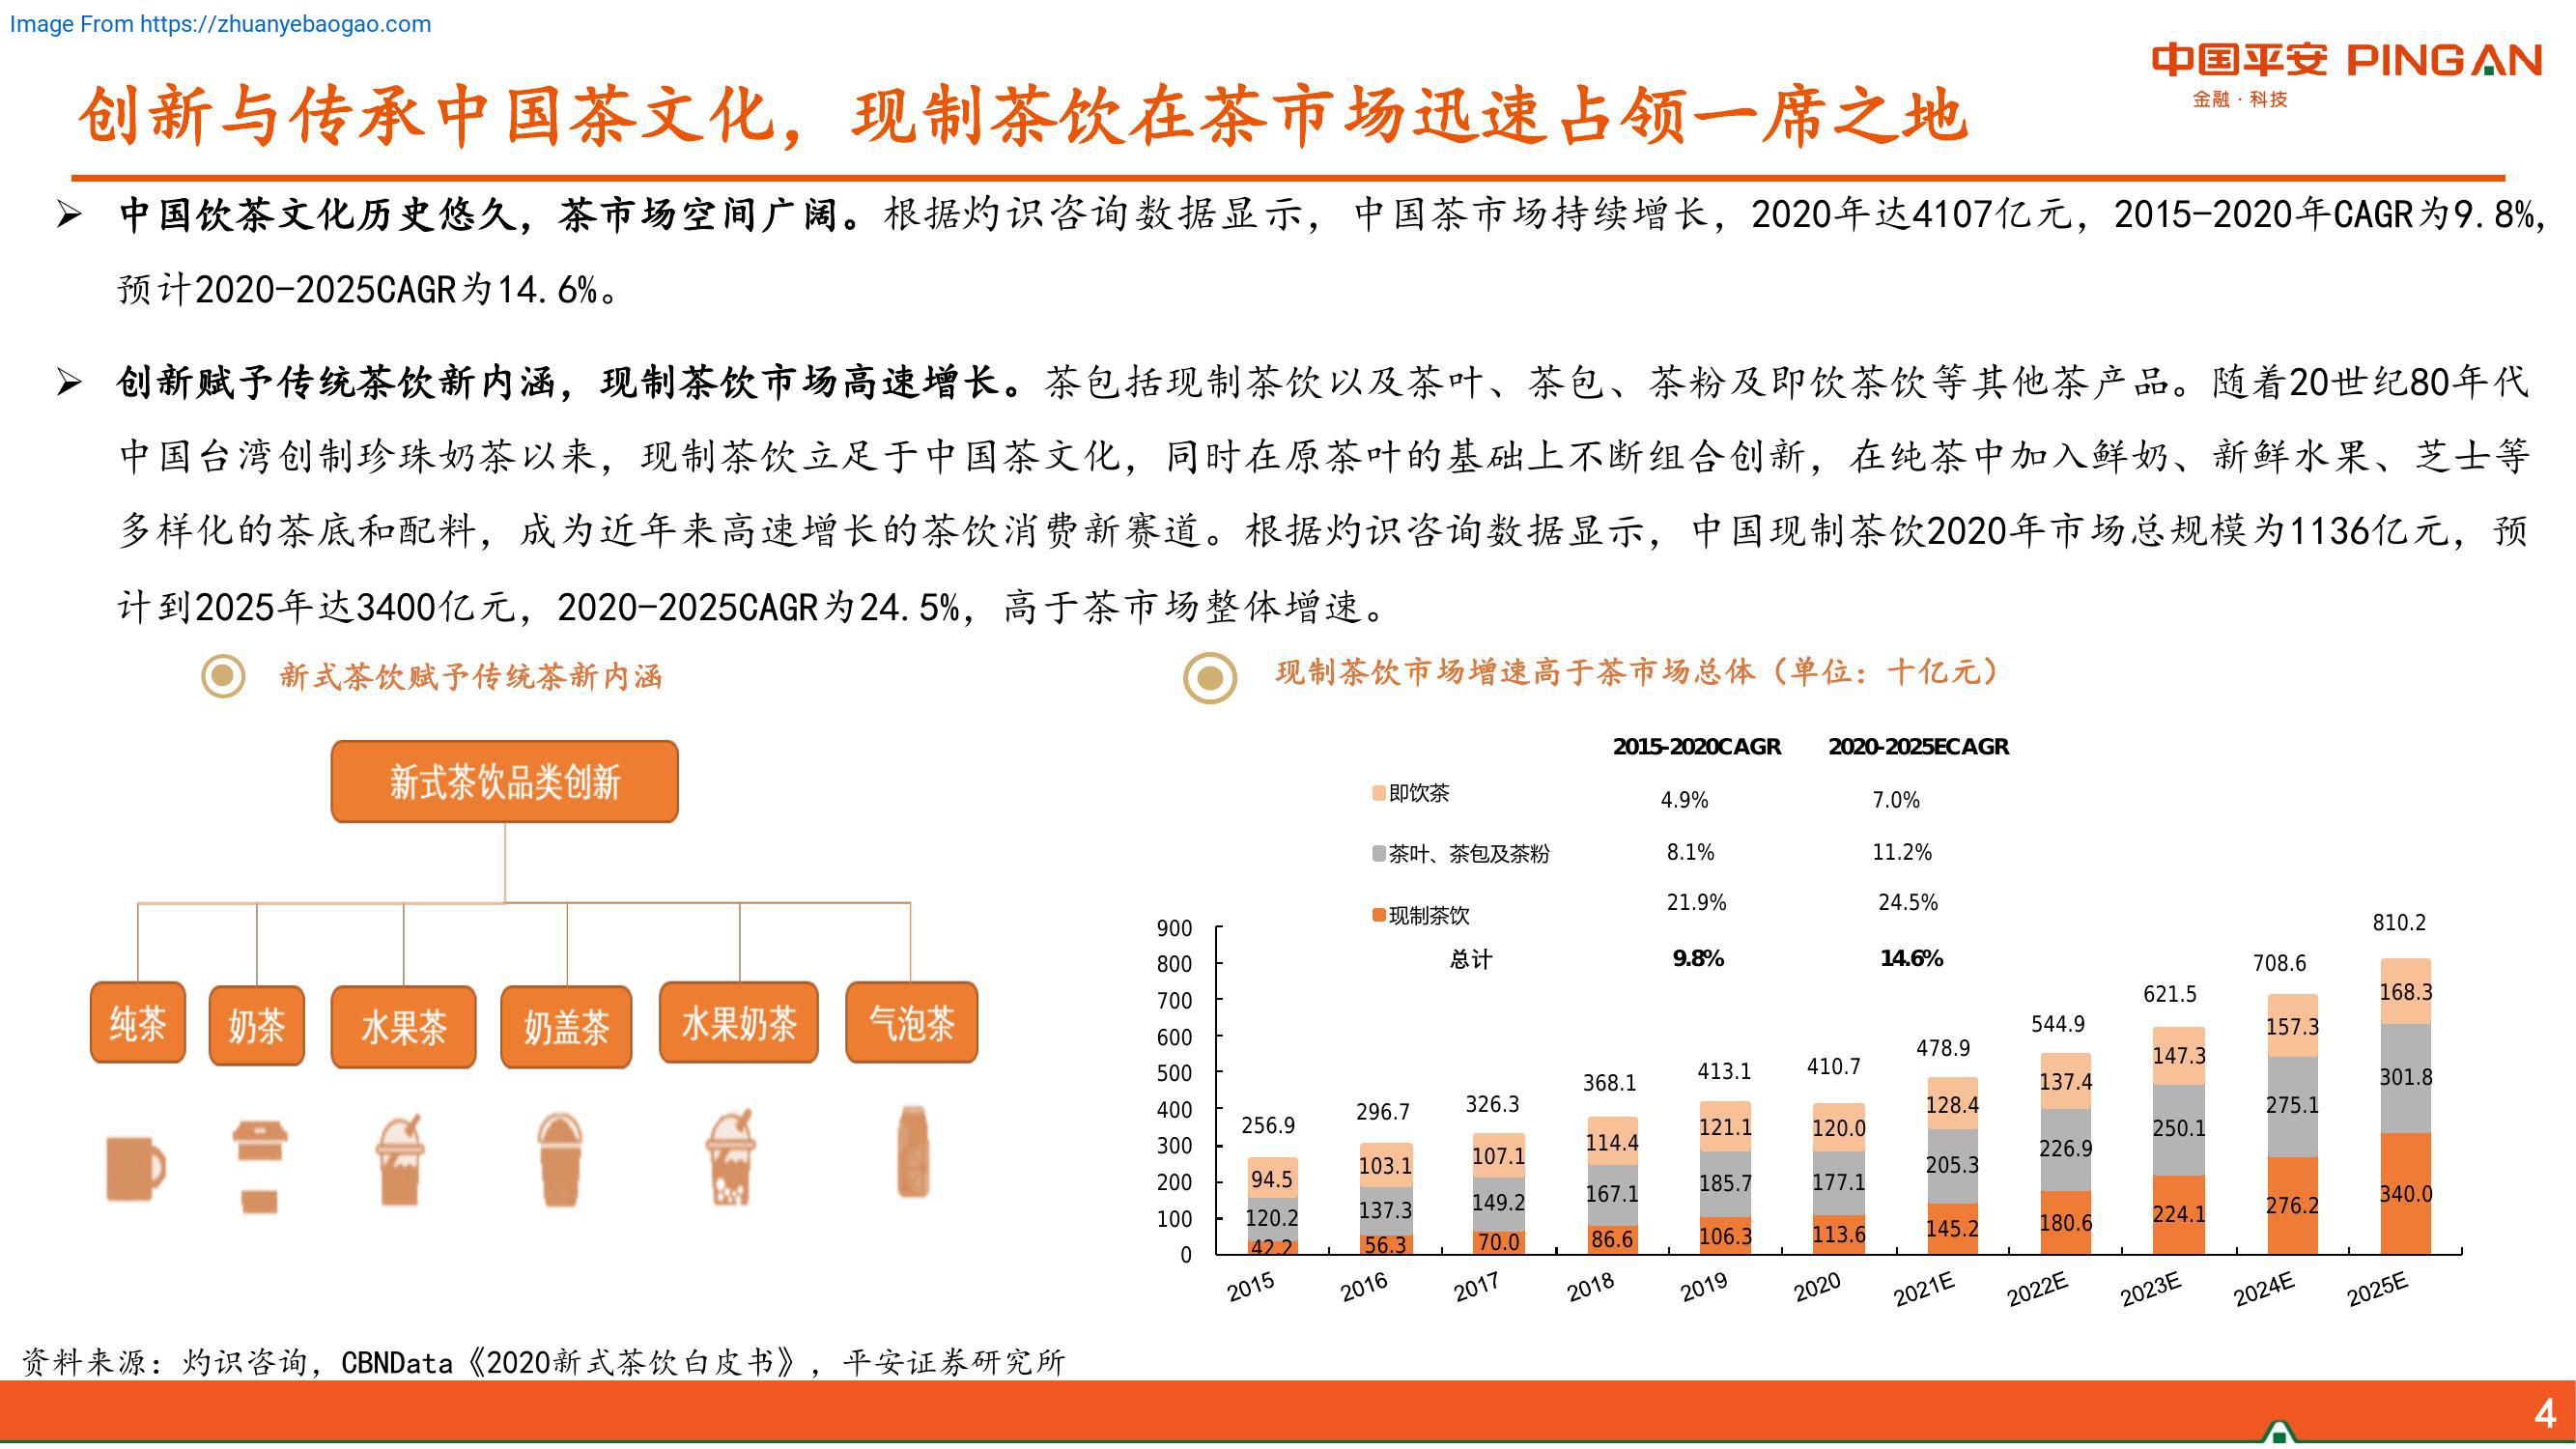 Image From https://zhuanyebaogao.com
中国平安 PINGAN
金融·科技
创新与传承中国茶文化，现制茶饮在茶市场迅速占领一席之地
➢ 中国饮茶文化历史悠久，茶市场空间广阔。根据灼识咨询数据显示，中国茶市场持续增长，2020年达4107亿元，2015-2020年CAGR为9.8%，
预计2020-2025CAGR为14.6%。
➢ 创新赋予传统茶饮新内涵，现制茶饮市场高速增长。茶包括现制茶饮以及茶叶、茶包、茶粉及即饮茶饮等其他茶产品。随着20世纪80年代
中国台湾创制珍珠奶茶以来，现制茶饮立足于中国茶文化，同时在原茶叶的基础上不断组合创新，在纯茶中加入鲜奶、新鲜水果、芝士等
多样化的茶底和配料，成为近年来高速增长的茶饮消费新赛道。根据灼识咨询数据显示，中国现制茶饮2020年市场总规模为1136亿元，预
计到2025年达3400亿元，2020-2025CAGR为24.5%，高于茶市场整体增速。
新式茶饮赋予传统茶新内涵
新式茶饮品类创新
纯茶 奶茶 水果茶 奶盖茶 水果奶茶 气泡茶
现制茶饮市场增速高于茶市场总体（单位：十亿元）
2015-2020CAGR 2020-2025ECAGR
即饮茶 4.9% 7.0%
茶叶、茶包及茶粉 8.1% 11.2%
现制茶饮 21.9% 24.5%
总计 9.8% 14.6%
900
800
700
600
500
400
300
200
100
0
256.9 296.7 326.3 368.1 413.1 410.7 478.9 544.9 621.5 708.6 810.2
94.5 103.1 107.1 114.4 121.1 120.0 128.4 137.4 147.3 157.3 168.3
120.2 137.3 149.2 167.1 185.7 177.1 205.3 226.9 250.1 275.1 301.8
42.2 56.3 70.0 86.6 106.3 113.6 145.2 180.6 224.1 276.2 340.0
2015 2016 2017 2018 2019 2020 2021E 2022E 2023E 2024E 2025E
资料来源：灼识咨询，CBNData《2020新式茶饮白皮书》，平安证券研究所
4